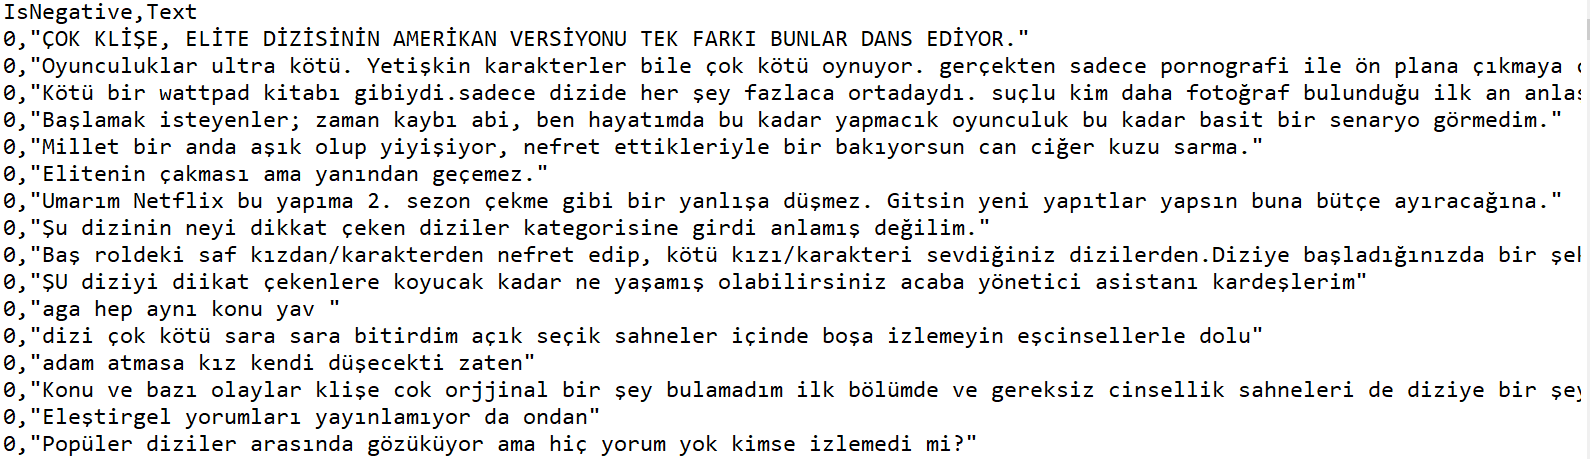 IsNegative,Text
0,"ÇOK KLİŞE, ELİTE DİZİSİNİN AMERİKAN VERSİYONU TEK FARKI BUNLAR DANS EDİYOR."
0,"Oyunculuklar ultra kötü. Yetişkin karakterler bile çok kötü oynuyor. gerçekten sadece pornografi ile ön plana çıkmaya
0,"Kötü bir wattpad kitabı gibiydi.sadece dizide her şey fazlaca ortadaydı. suçlu kim daha fotoğraf bulunduğu ilk an
0,"Başlamak isteyenler; zaman kaybı abi, ben hayatımda bu kadar yapmacık oyunculuk bu kadar basit bir senaryo görmedim."
0,"Millet bir anda aşık olup yiyişiyor, nefret ettikleriyle bir bakıyorsun can ciğer kuzu sarma."
0,"Elitenin çakması ama yanından geçemez."
0,"Umarım Netflix bu yapıma 2. sezon çekme gibi bir yanlışa düşmez. Gitsin yeni yapıtlar yapsın buna bütçe ayıracağına."
0,"Şu dizinin neyi dikkat çeken diziler kategorisine girdi anlamış değilim."
0,"Baş roldeki saf kızdan/karakterden nefret edip, kötü kızı/karakteri sevdiğiniz dizilerden.Diziye başladığınızda bir
0,"ŞU diziyi diikat çekenlere koyucak kadar ne yaşamış olabilirsiniz acaba yönetici asistanı kardeşlerim"
0,"aga hep aynı konu yav "
0,"dizi çok kötü sara sara bitirdim açık seçik sahneler içinde boşa izlemeyin eşcinsellerle dolu"
0,"adam atmasa kız kendi düşecekti zaten"
0,"Konu ve bazı olaylar klişe cok orjjinal bir şey bulamadım ilk bölümde ve gereksiz cinsellik sahneleri de diziye bir
0,"Eleştirgel yorumları yayınlamıyor da ondan"
0,"Popüler diziler arasında gözüküyor ama hiç yorum yok kimse izlemedi mi?"